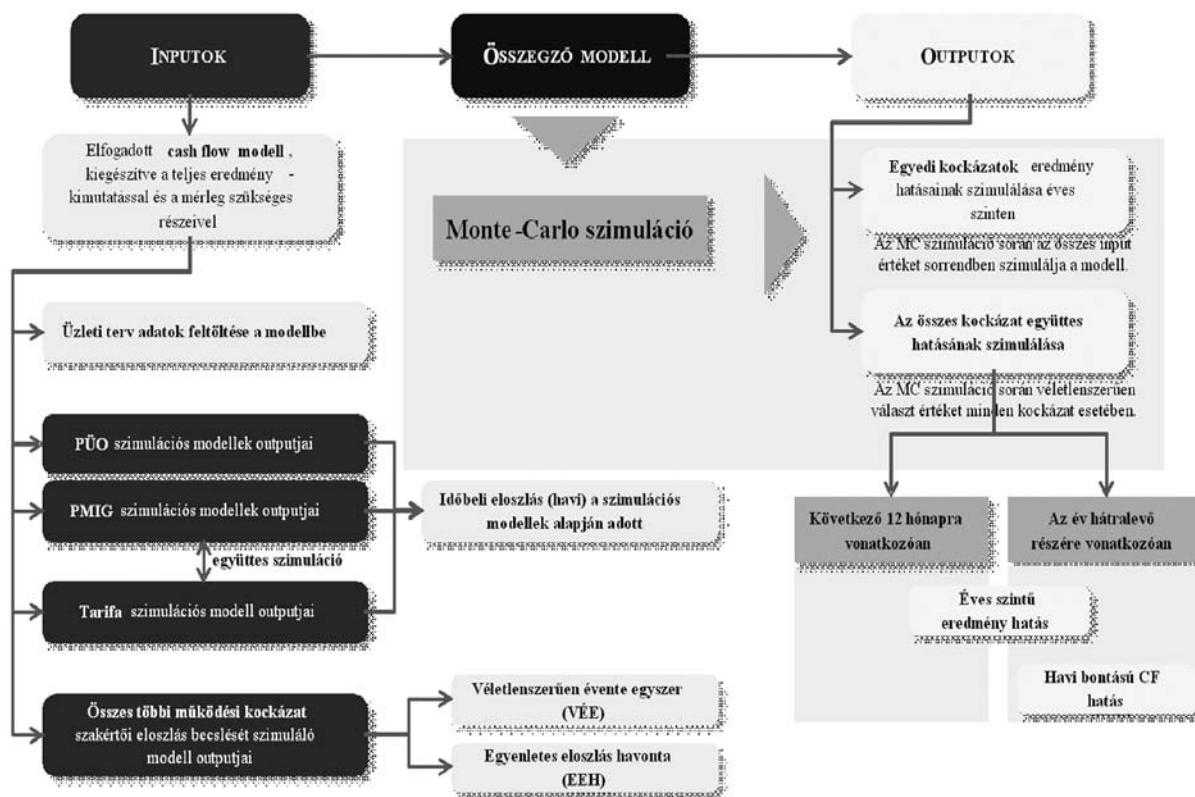 INPUTOK
ÖSSZEGZŐ MODELL
OUTPUTOK
Elfogadott cash flow modell ,
kiegészítve a teljes eredmény -
kimutatással és a mérleg szükséges
részeivel
Üzleti terv adatok feltöltése a modellbe
PÜO szimulációs modellek outputjai
PMIG szimulációs modellek outputjai
együttes szimuláció
Tarifa szimulációs modell outputjai
Időbeli eloszlás (havi) a szimulációs
modellek alapján adott
Összes többi működési kockázat
szakértői eloszlás becslését szimuláló
modell outputjai
Véletlenszerűen évente egyszer
(VÉE)
Egyenletes eloszlás havonta
(EEH)
Monte-Carlo szimuláció
Egyedi kockázatok eredmény
hatásainak szimulálása éves
szinten
Az MC szimuláció során az összes input
értéket sorrendben szimulálja a modell.
Az összes kockázat együttes
hatásának szimulálása
Az MC szimuláció során véletlenszerűen
választ értéket minden kockázat esetében.
Következő 12 hónapra
vonatkozóan
Az év hátralevő
részére vonatkozóan
Éves szintű
eredmény hatás
Havi bontású CF
hatás